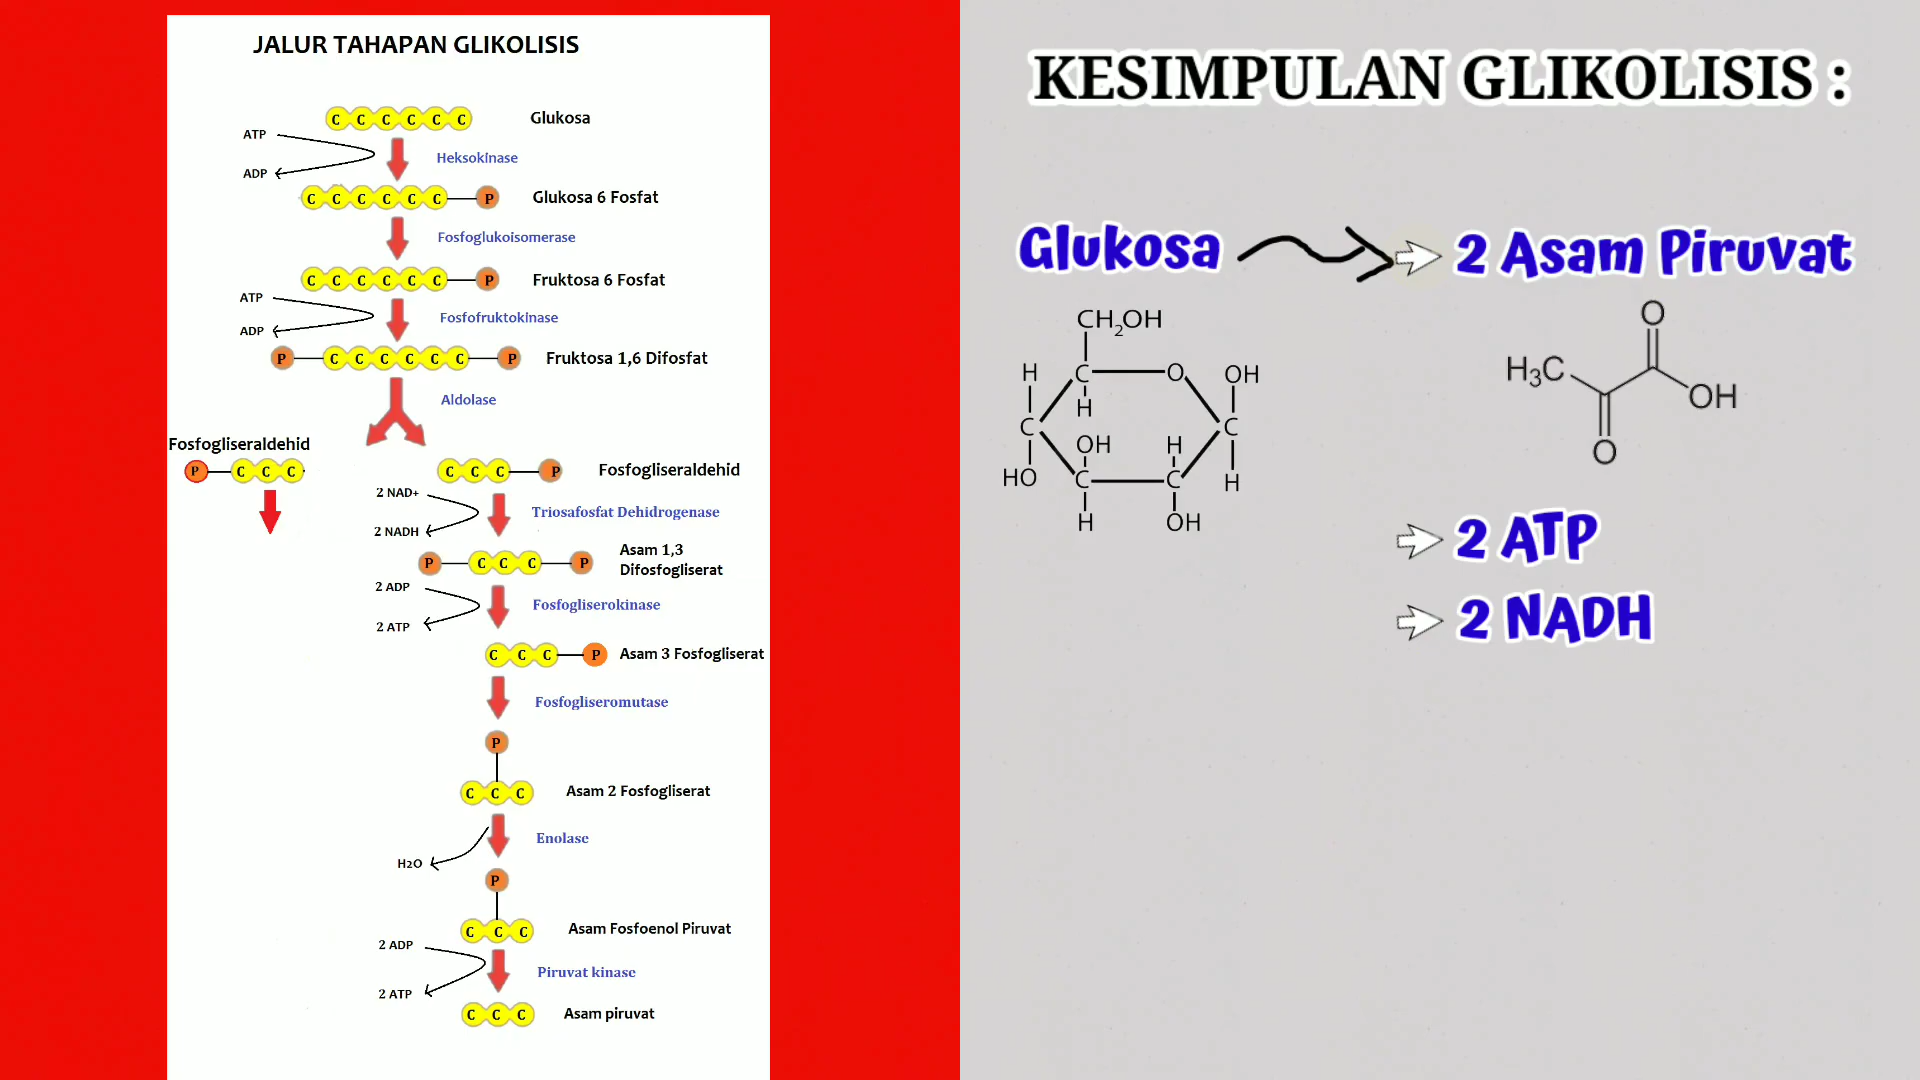 JALUR TAHAPAN GLIKOLISIS
C C C C C C Glukosa
ATP
Heksokinase
ADP
C C C C C C P Glukosa 6 Fosfat
Fosfoglukoisomerase
C C C C C C P Fruktosa 6 Fosfat
ATP
Fosfofruktokinase
ADP
P C C C C C C P Fruktosa 1,6 Difosfat
Aldolase
Fosfogliseraldehid
P C C C
C C C P Fosfogliseraldehid
2 NAD+
Triosafosfat Dehidrogenase
2 NADH
P C C C P Asam 1,3
Difosfogliserat
2 ADP
Fosfogliserokinase
2 ATP
C C C P Asam 3 Fosfogliserat
Fosfogliseromutase
P
C C C Asam 2 Fosfogliserat
Enolase
H2O
P
C C C Asam Fosfoenol Piruvat
2 ADP
Piruvat kinase
2 ATP
C C C Asam piruvat
KESIMPULAN GLIKOLISIS :
Glukosa 2 Asam Piruvat
CH₂OH
H C O OH
H
C C
OH H
HO C C H
H OH
O
H₃C
OH
O
2 ATP
2 NADH